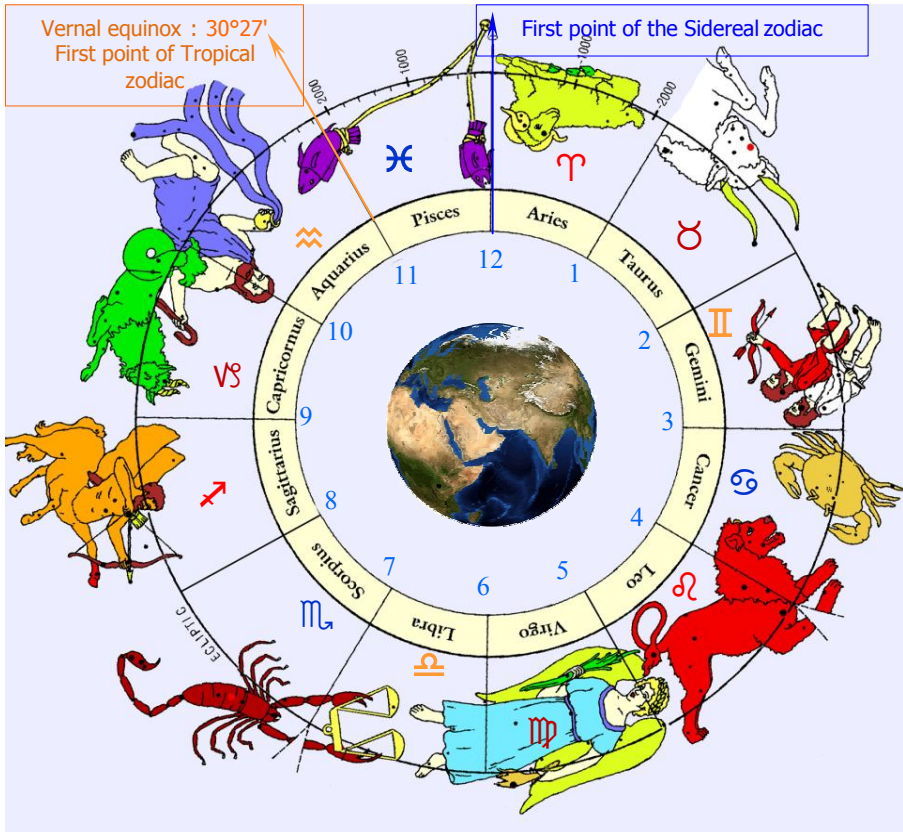 Vernal equinox : 30°27'
First point of Tropical
zodiac
First point of the Sidereal zodiac
2000
1000
1000
2000
♓
♈
♉
♊
♋
♌
♍
♎
♏
♐
♑
♒
Pisces
Aries
Taurus
Gemini
Cancer
Leo
Virgo
Libra
Scorpius
Sagittarius
Capricornus
Aquarius
12
1
2
3
4
5
6
7
8
9
10
11
ECLIPTIC